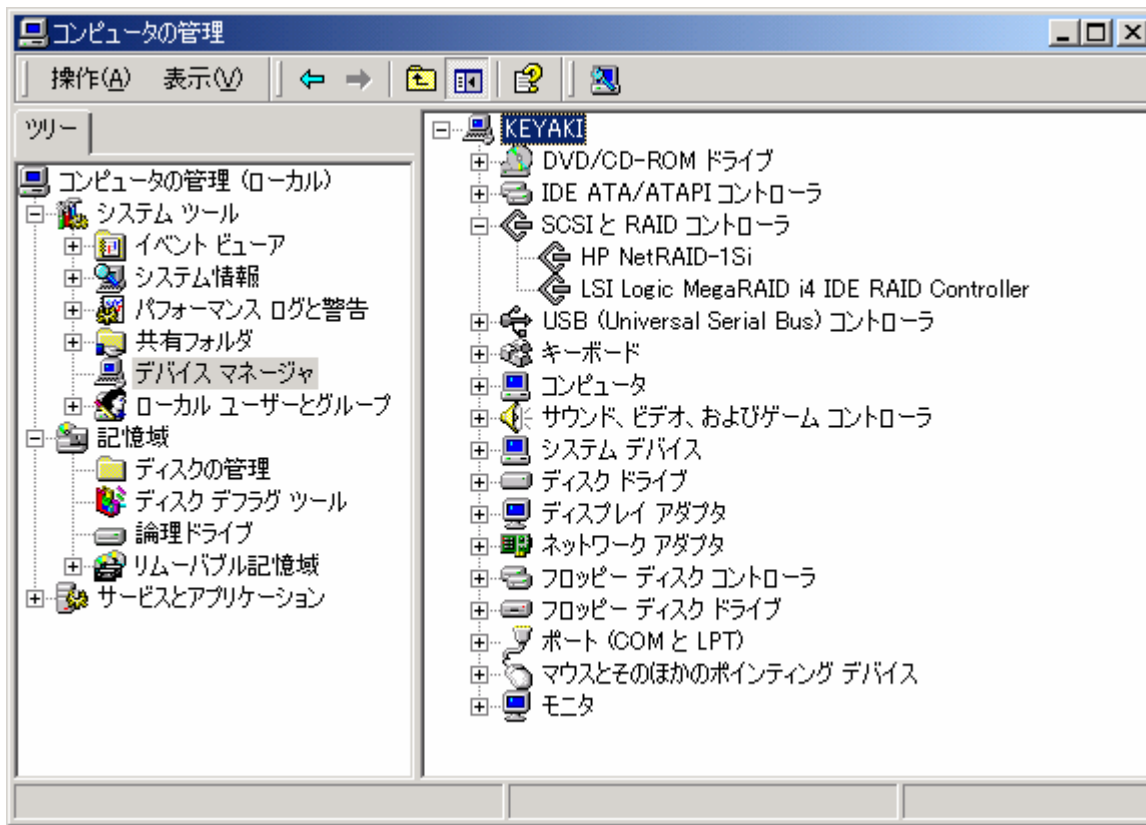 コンピュータの管理
操作(A) 表示(V)
ツリー
コンピュータの管理 (ローカル)
システム ツール
イベント ビューア
システム情報
パフォーマンス ログと警告
共有フォルダ
デバイス マネージャ
ローカル ユーザーとグループ
記憶域
ディスクの管理
ディスク デフラグ ツール
論理ドライブ
リムーバブル記憶域
サービスとアプリケーション
KEYAKI
DVD/CD-ROM ドライブ
IDE ATA/ATAPI コントローラ
SCSI と RAID コントローラ
HP NetRAID-1Si
LSI Logic MegaRAID i4 IDE RAID Controller
USB (Universal Serial Bus) コントローラ
キーボード
コンピュータ
サウンド、ビデオ、およびゲーム コントローラ
システム デバイス
ディスク ドライブ
ディスプレイ アダプタ
ネットワーク アダプタ
フロッピー ディスク コントローラ
フロッピー ディスク ドライブ
ポート (COM と LPT)
マウスとそのほかのポインティング デバイス
モニタ